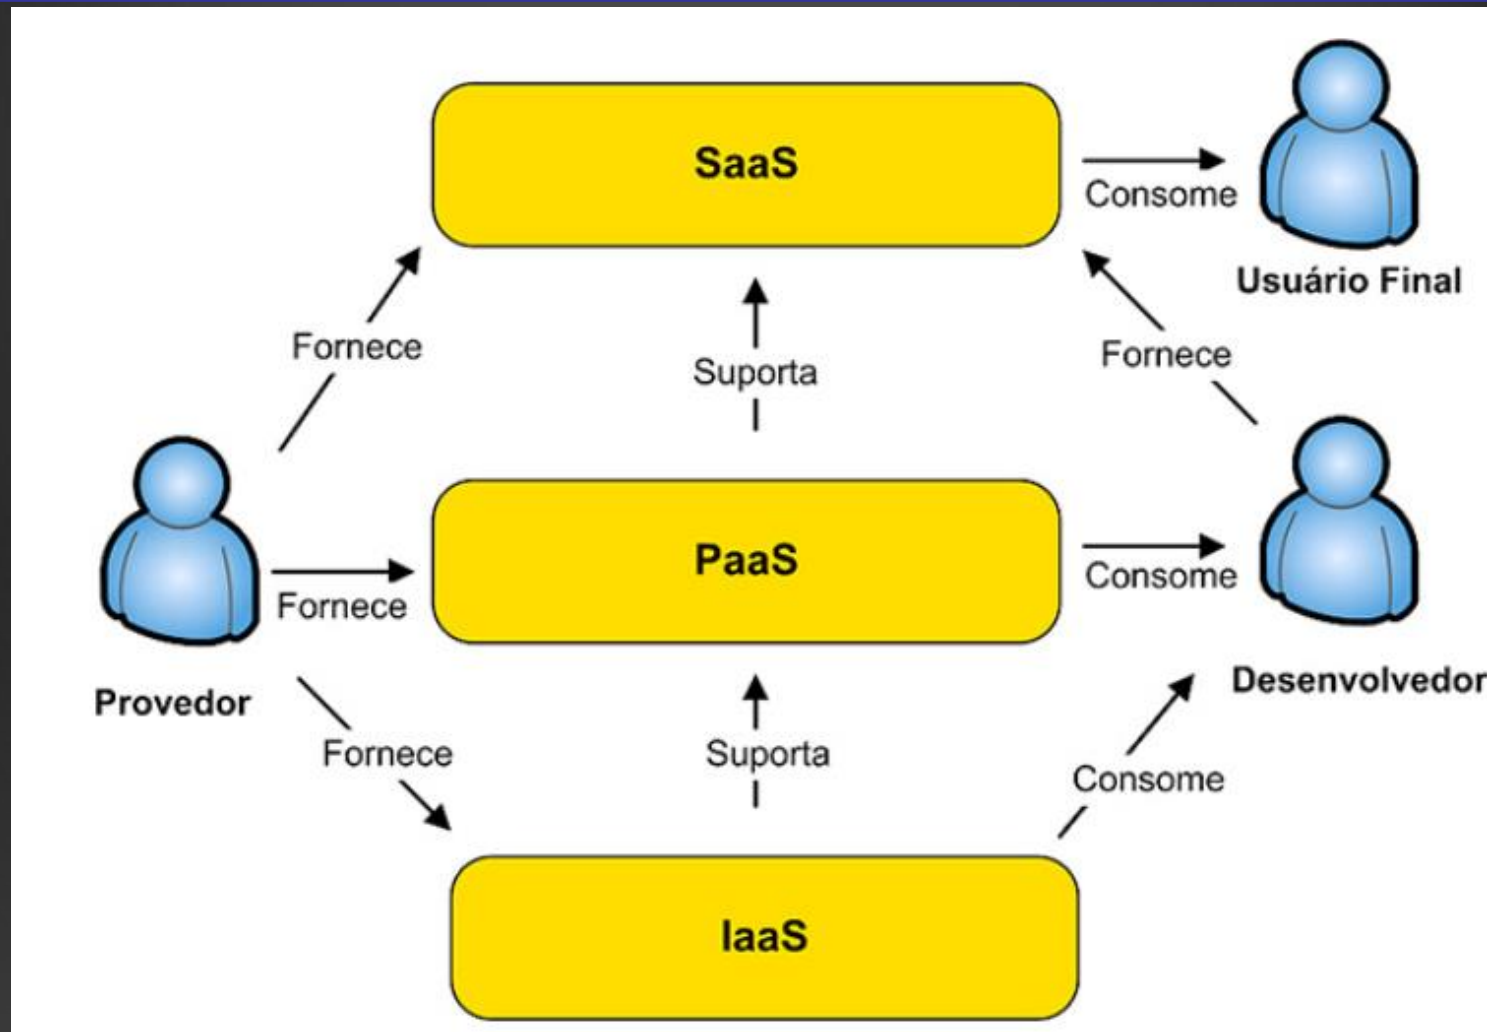 SaaS
Consome
Usuário Final
Fornece
Suporta
Fornece
PaaS
Consome
Fornece
Provedor
Desenvolvedor
Fornece
Suporta
Consome
IaaS